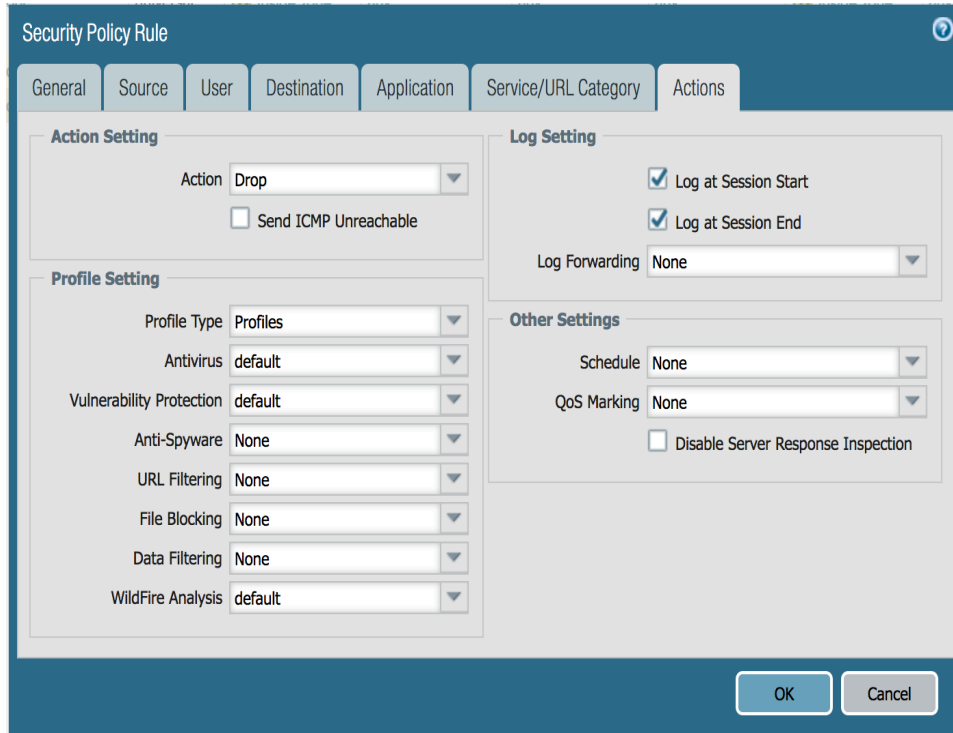 Security Policy Rule
General Source User Destination Application Service/URL Category Actions
Action Setting
Action Drop
Send ICMP Unreachable
Profile Setting
Profile Type Profiles
Antivirus default
Vulnerability Protection default
Anti-Spyware None
URL Filtering None
File Blocking None
Data Filtering None
WildFire Analysis default
Log Setting
Log at Session Start
Log at Session End
Log Forwarding None
Other Settings
Schedule None
QoS Marking None
Disable Server Response Inspection
OK Cancel